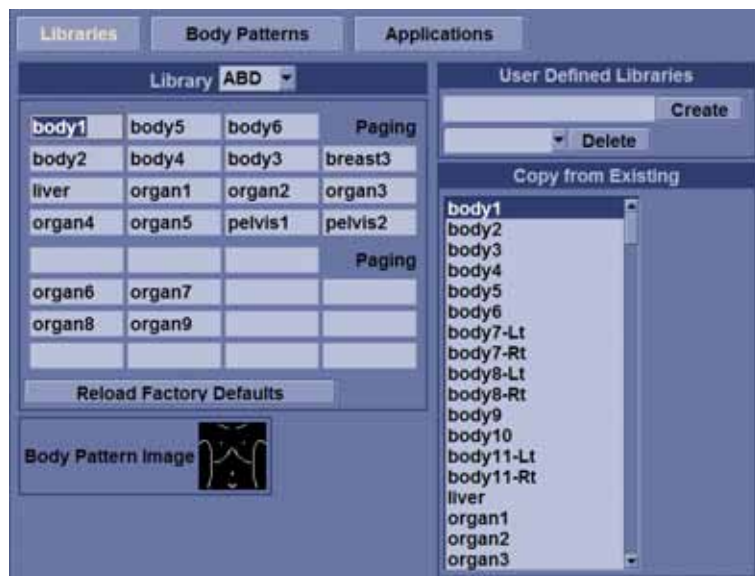 Libraries Body Patterns Applications
Library ABD
body1 body5 body6 Paging
body2 body4 body3 breast3
liver organ1 organ2 organ3
organ4 organ5 pelvis1 pelvis2
Paging
organ6 organ7
organ8 organ9
Reload Factory Defaults
Body Pattern Image
User Defined Libraries
Create
Delete
Copy from Existing
body1
body2
body3
body4
body5
body6
body7-Lt
body7-Rt
body8-Lt
body8-Rt
body9
body10
body11-Lt
body11-Rt
liver
organ1
organ2
organ3